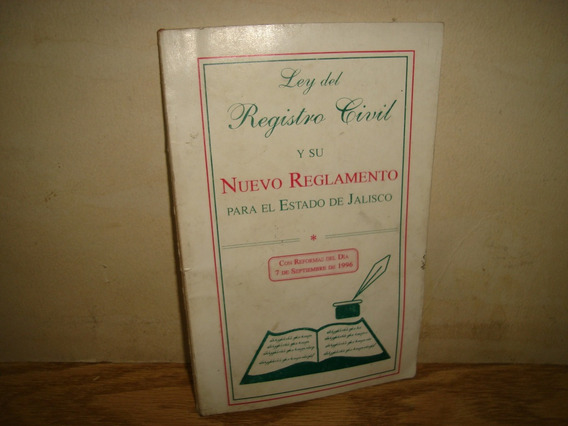 Ley del
Registro Civil
Y SU
NUEVO REGLAMENTO
PARA EL ESTADO DE JALISCO
*
CON REFORMAS DEL DÍA
7 DE SEPTIEMBRE DE 1996